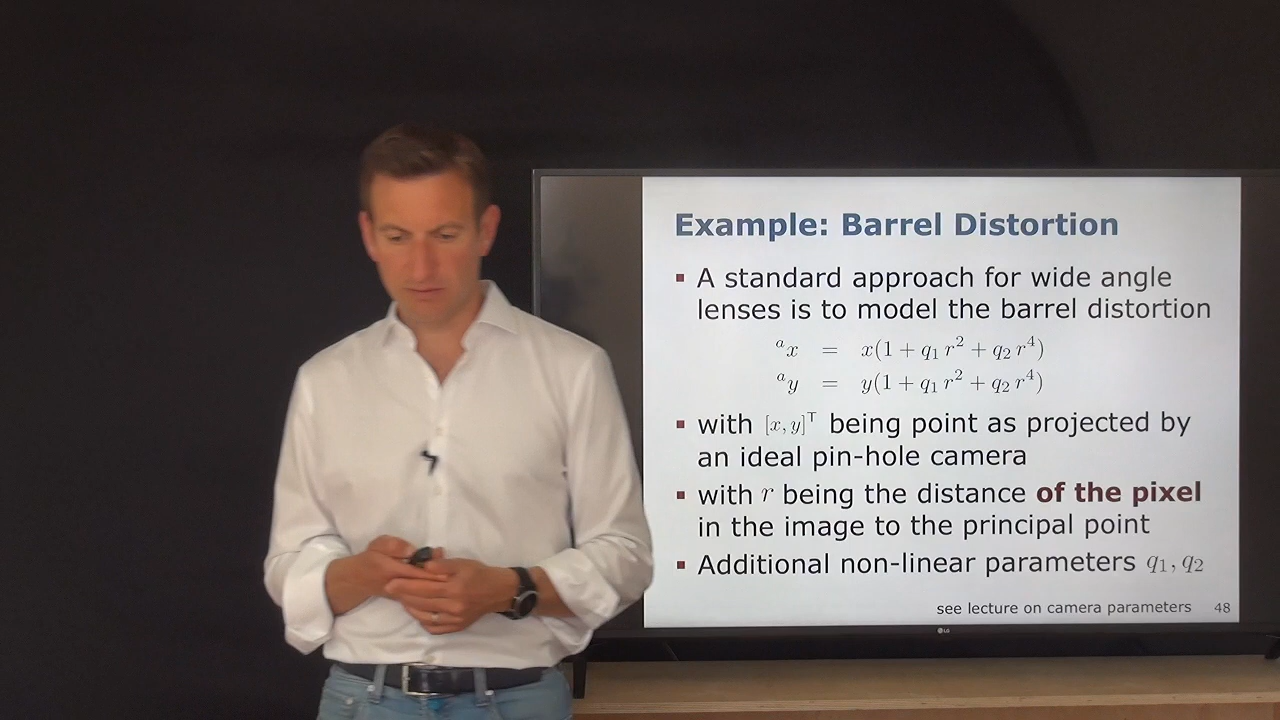 Example: Barrel Distortion
▪ A standard approach for wide angle
lenses is to model the barrel distortion
ᵃx = x(1 + q₁ r² + q₂ r⁴)
ᵃy = y(1 + q₁ r² + q₂ r⁴)
▪ with [x, y]ᵀ being point as projected by
an ideal pin-hole camera
▪ with r being the distance of the pixel
in the image to the principal point
▪ Additional non-linear parameters q₁, q₂
see lecture on camera parameters 48
LG